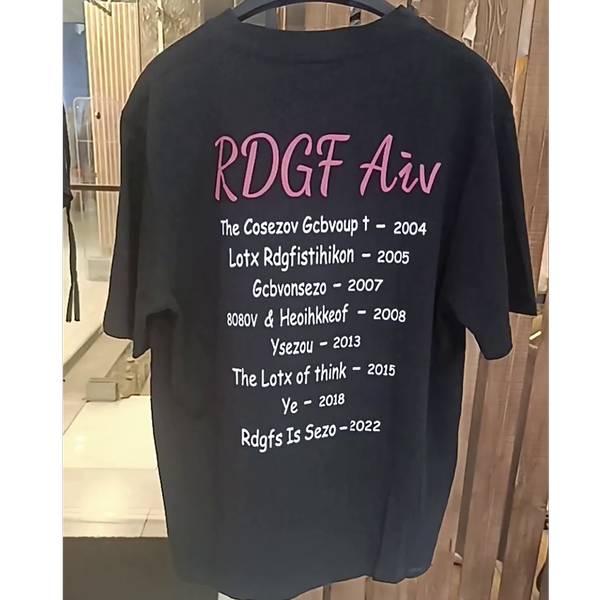 RDGF Aiv
The Cosezov Gcbvoup † - 2004
Lotx Rdgfistihikon - 2005
Gcbvonsezo - 2007
8080V & Heoihkkeof - 2008
Ysezou - 2013
The Lotx of think - 2015
Ye - 2018
Rdgfs Is Sezo - 2022